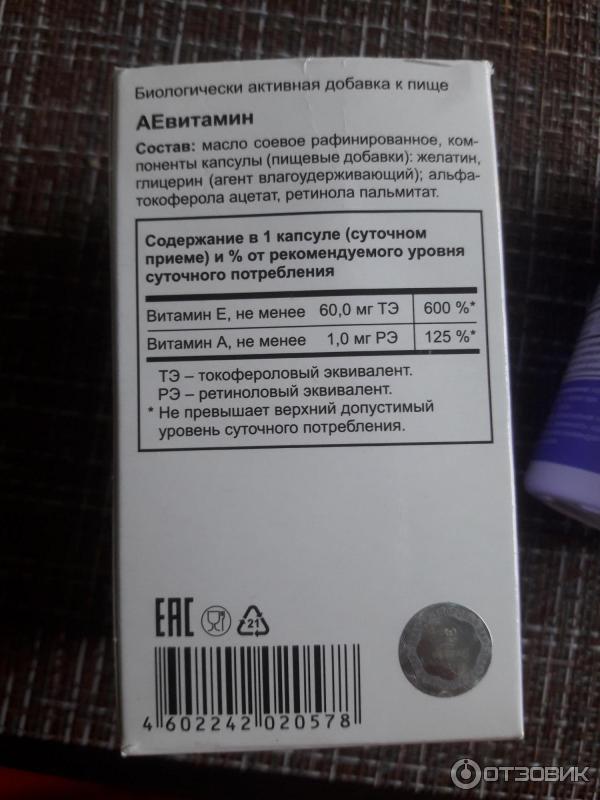 Биологически активная добавка к пище
АЕвитамин
Состав: масло соевое рафинированное, ком-
поненты капсулы (пищевые добавки): желатин,
глицерин (агент влагоудерживающий); альфа-
токоферола ацетат, ретинола пальмитат.
Содержание в 1 капсуле (суточном
приеме) и % от рекомендуемого уровня
суточного потребления
Витамин Е, не менее 60,0 мг ТЭ 600 %*
Витамин А, не менее 1,0 мг РЭ 125 %*
ТЭ – токофероловый эквивалент.
РЭ – ретиноловый эквивалент.
* Не превышает верхний допустимый
уровень суточного потребления.
EAC 21
4 602242 020578
ОТЗОВИК